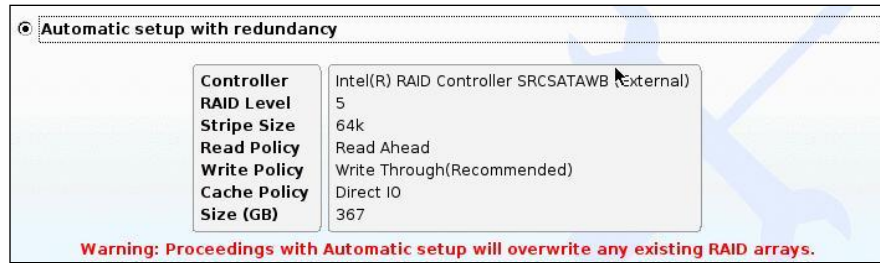 Automatic setup with redundancy
Controller Intel(R) RAID Controller SRCSATAWB (External)
RAID Level 5
Stripe Size 64k
Read Policy Read Ahead
Write Policy Write Through(Recommended)
Cache Policy Direct IO
Size (GB) 367
Warning: Proceedings with Automatic setup will overwrite any existing RAID arrays.